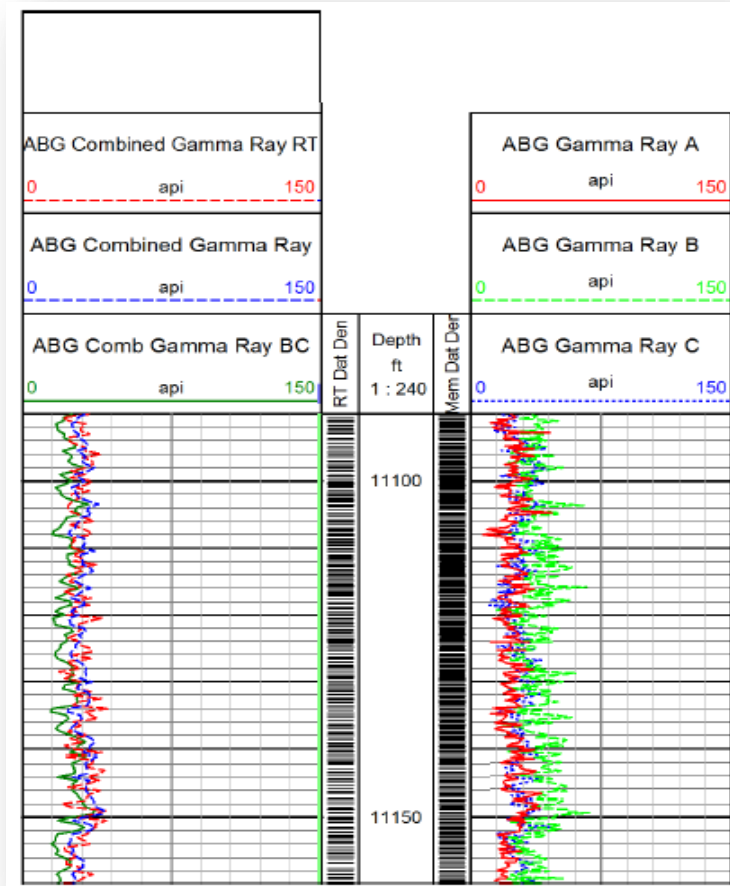 ABG Combined Gamma Ray RT
0 api 150
ABG Combined Gamma Ray
0 api 150
ABG Comb Gamma Ray BC
0 api 150
RT Dat Den
Depth
ft
1 : 240
Mem Dat Den
ABG Gamma Ray A
0 api 150
ABG Gamma Ray B
0 api 150
ABG Gamma Ray C
0 api 150
11100
11150